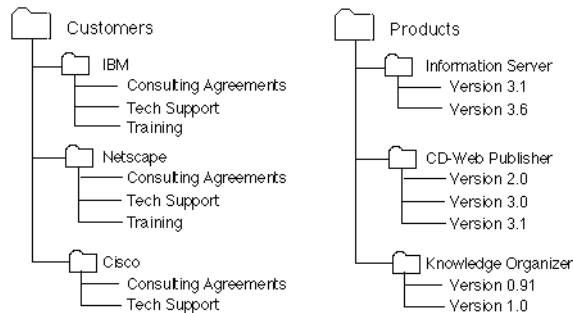 Customers
IBM
Consulting Agreements
Tech Support
Training
Netscape
Consulting Agreements
Tech Support
Training
Cisco
Consulting Agreements
Tech Support
Products
Information Server
Version 3.1
Version 3.6
CD-Web Publisher
Version 2.0
Version 3.0
Version 3.1
Knowledge Organizer
Version 0.91
Version 1.0